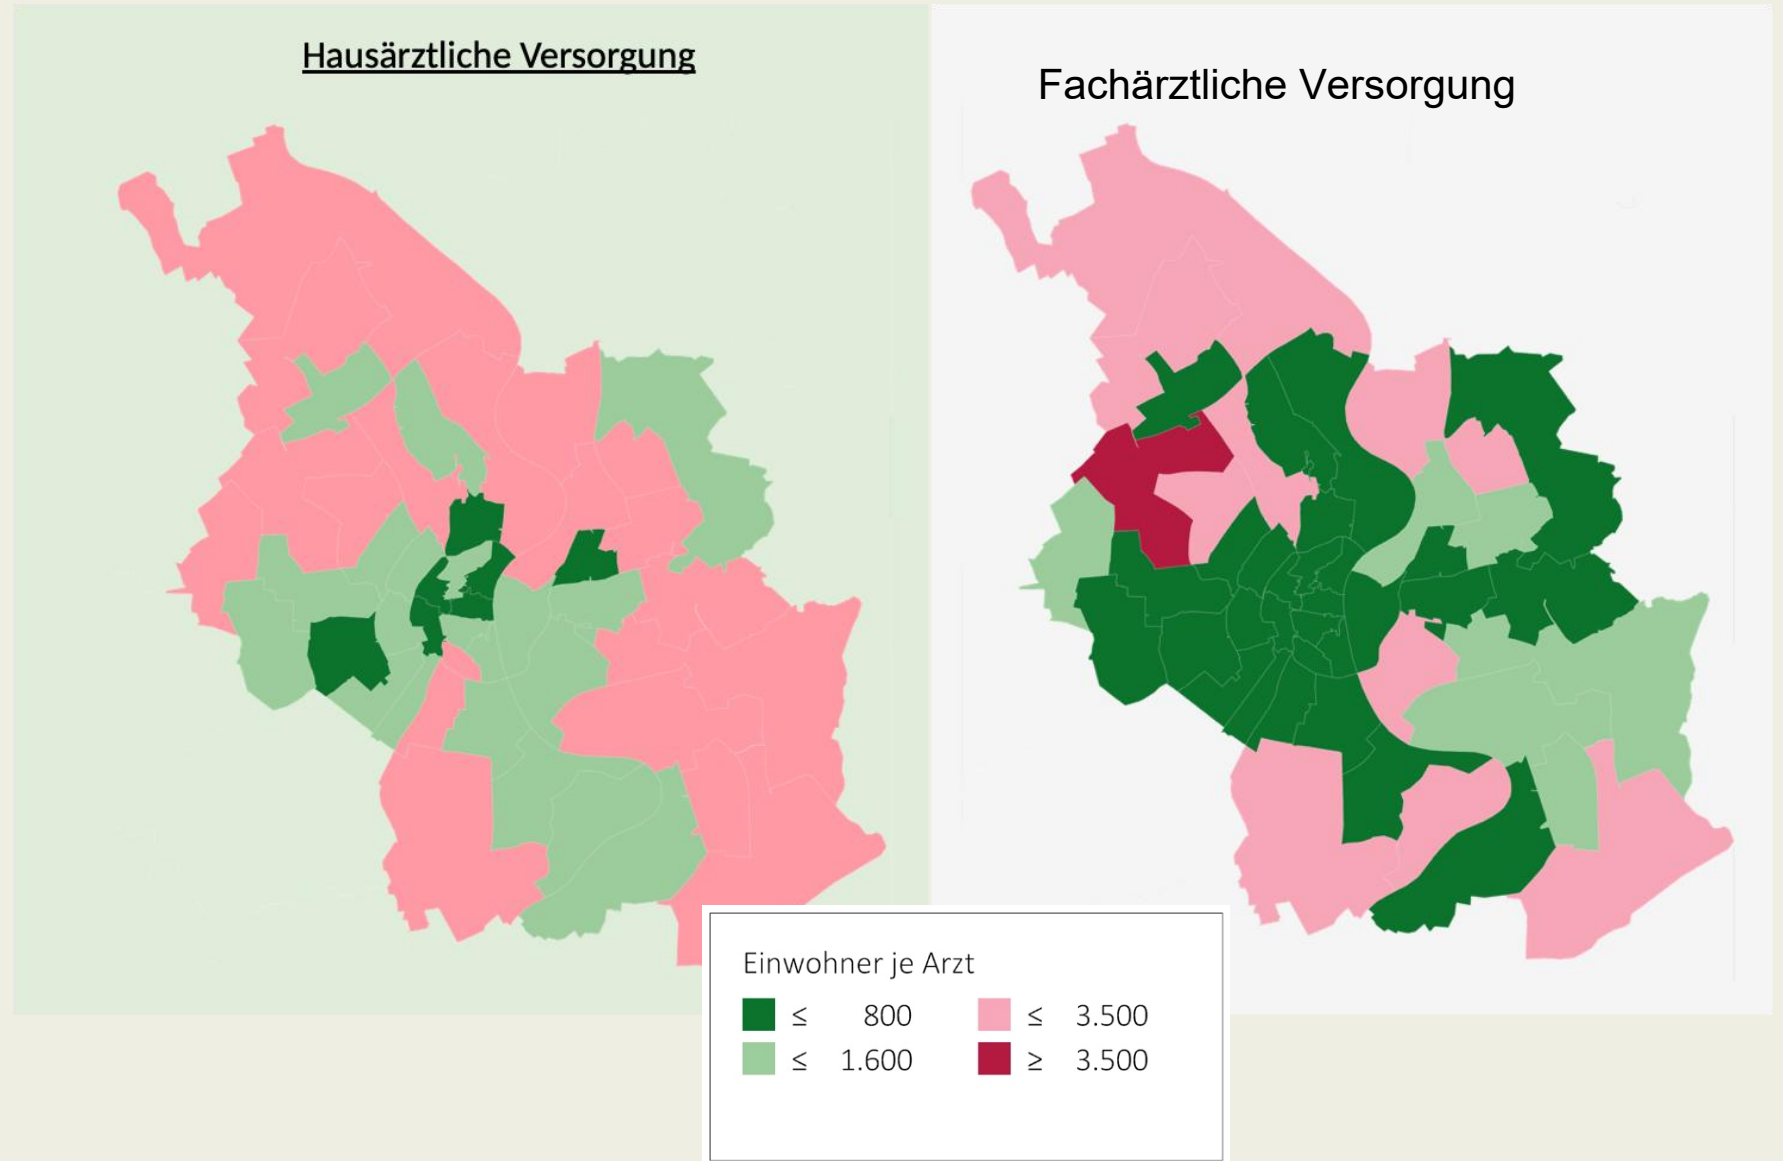 Hausärztliche Versorgung
Fachärztliche Versorgung
Einwohner je Arzt
≤ 800 ≤ 3.500
≤ 1.600 ≥ 3.500